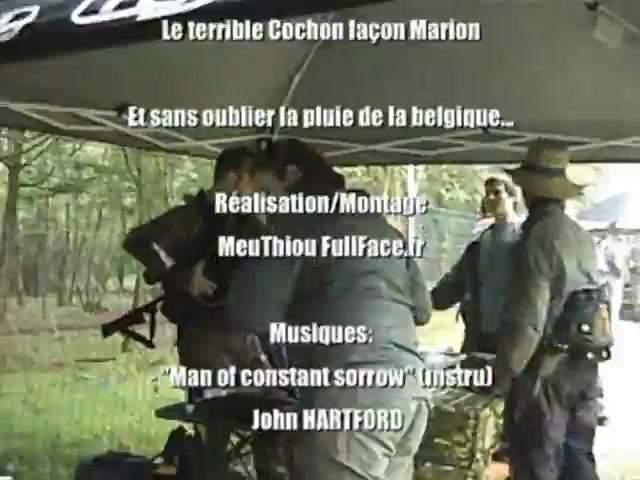 Le terrible Cochon façon Marion
Et sans oublier la pluie de la belgique...
Réalisation/Montage
MeuThiou FullFace.fr
Musiques:
- "Man of constant sorrow" (instru)
John HARTFORD